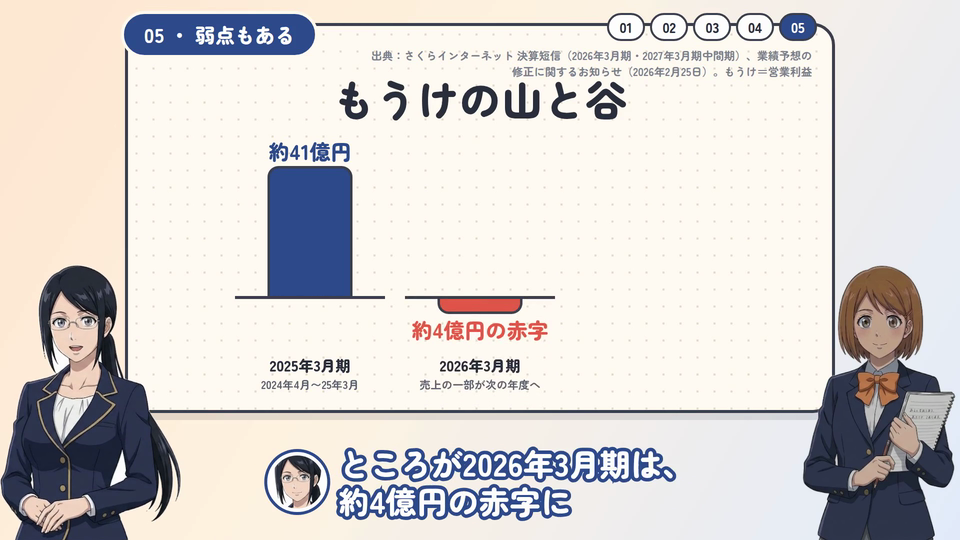 05 ・ 弱点もある
01 02 03 04 05
出典：さくらインターネット 決算短信（2026年3月期・2027年3月期中間期）、業績予想の
修正に関するお知らせ（2026年2月25日）。もうけ＝営業利益
もうけの山と谷
約41億円
約4億円の赤字
2025年3月期
2024年4月〜25年3月
2026年3月期
売上の一部が次の年度へ
ところが2026年3月期は、
約4億円の赤字に